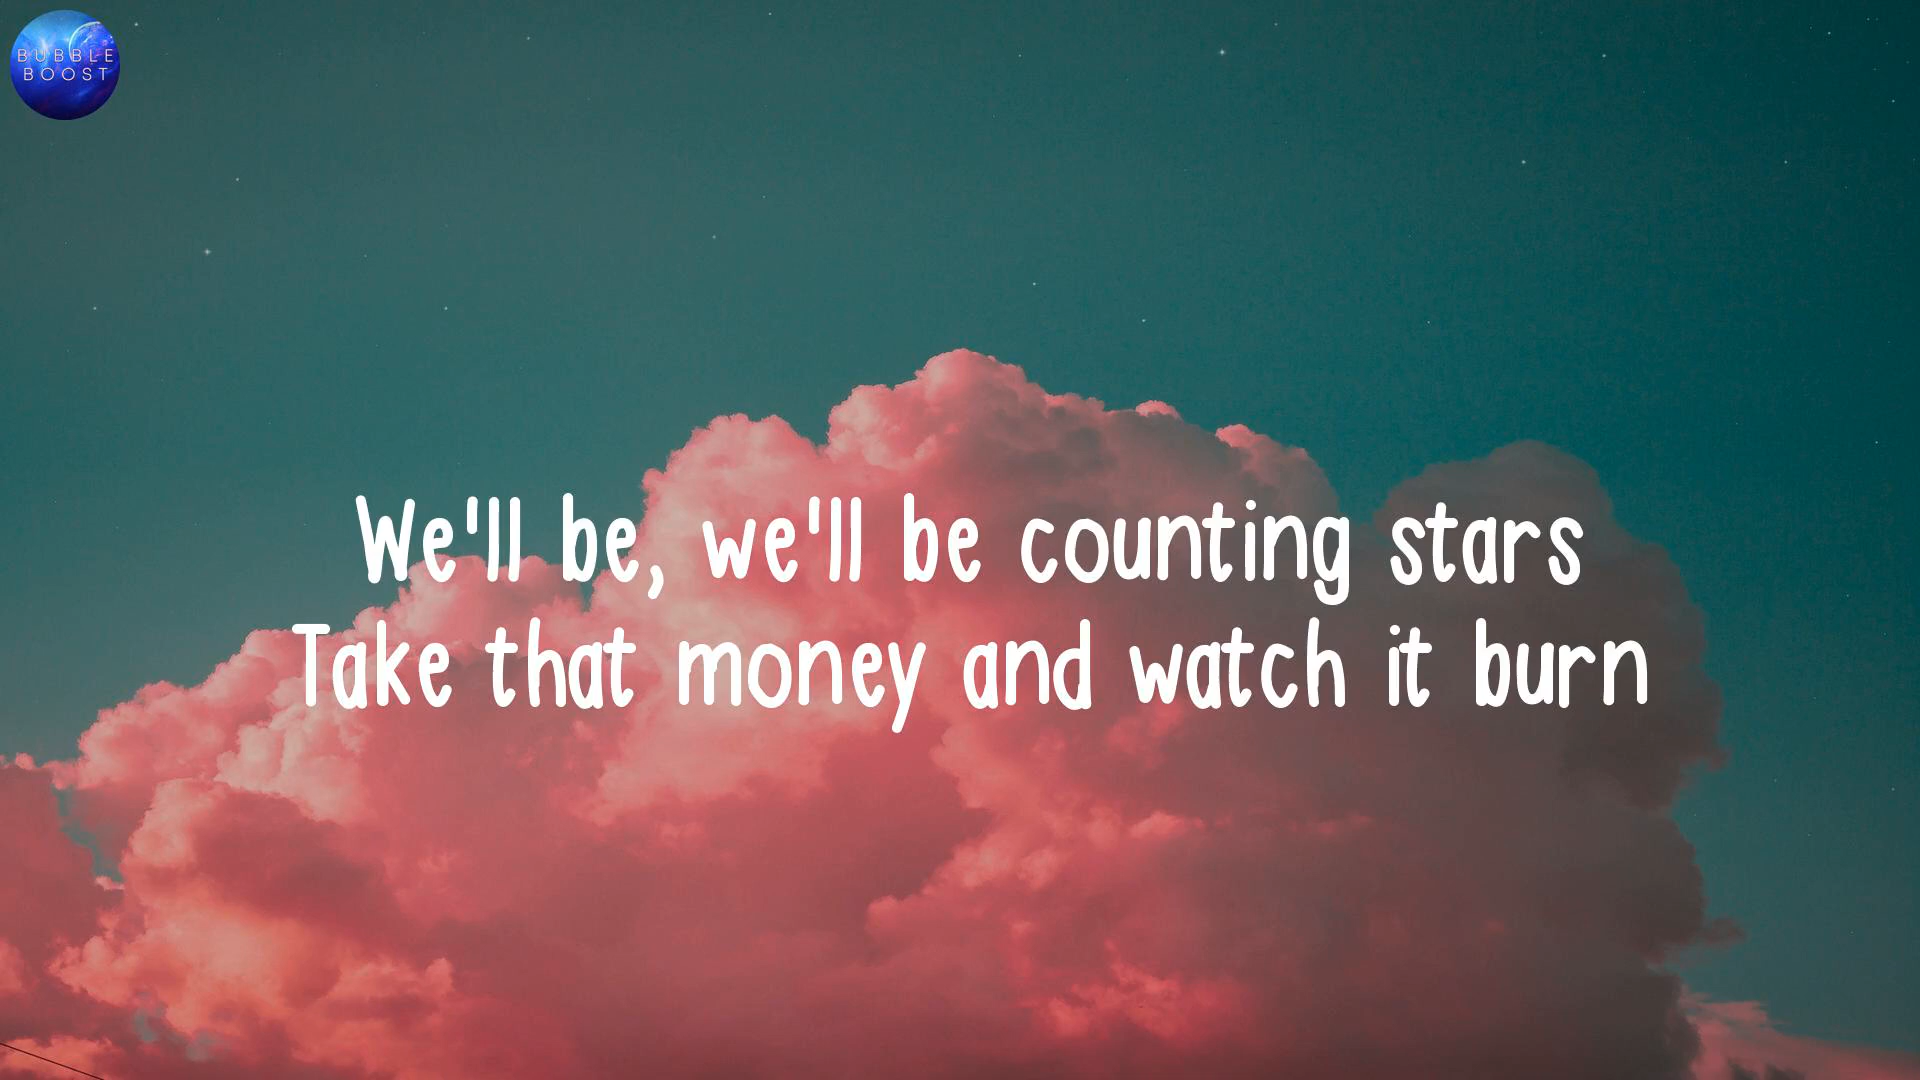 BUBBLE
BOOST
We'll be, we'll be counting stars
Take that money and watch it burn